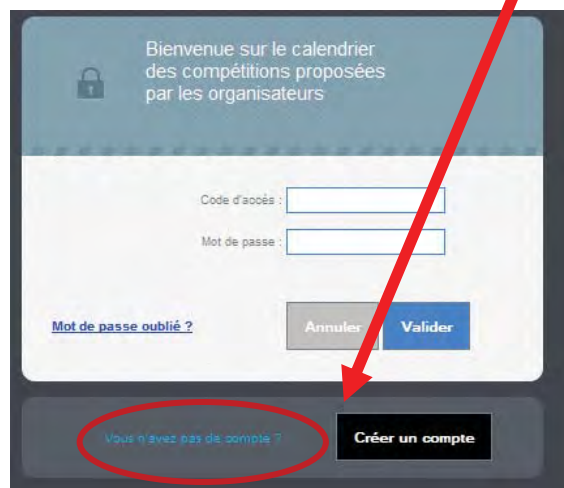 Bienvenue sur le calendrier
des compétitions proposées
par les organisateurs
Code d'accès :
Mot de passe :
Mot de passe oublié ?
Annuler
Valider
Vous n'avez pas de compte ?
Créer un compte